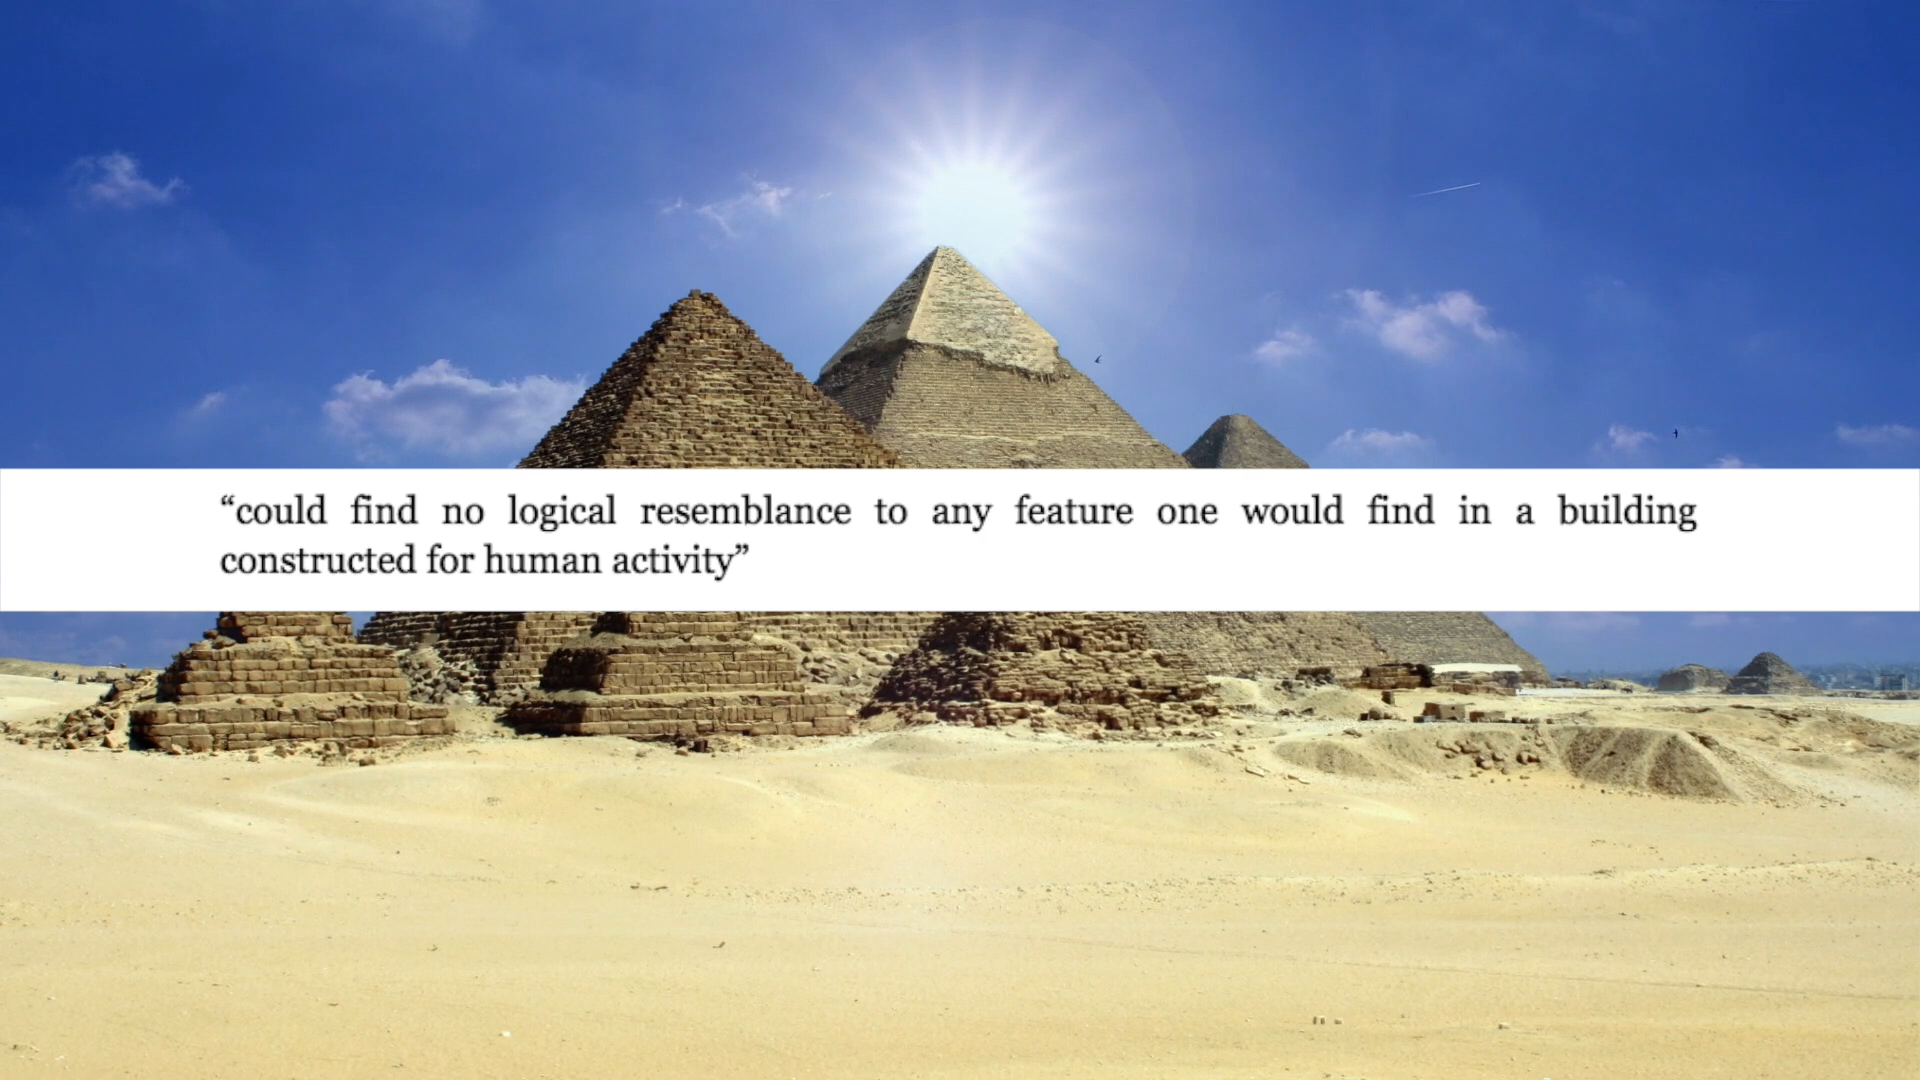 “could find no logical resemblance to any feature one would find in a building
constructed for human activity”